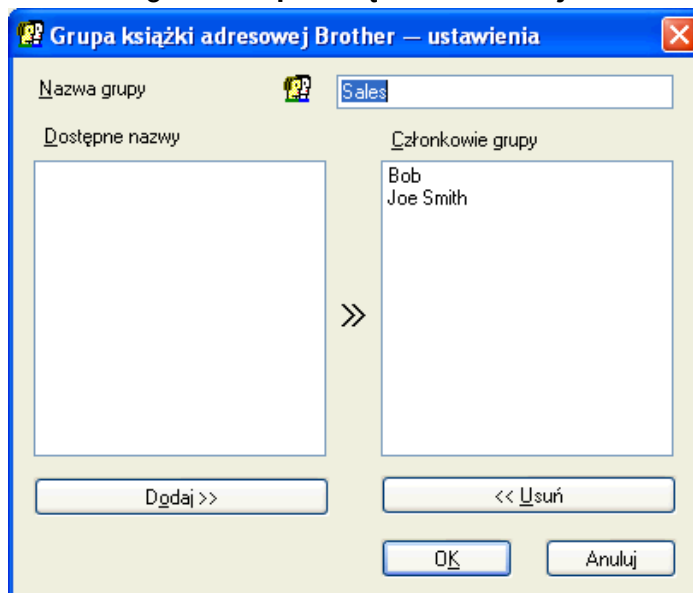 Grupa książki adresowej Brother — ustawienia
Nazwa grupy
Sales
Dostępne nazwy
Członkowie grupy
Bob
Joe Smith
»
Dodaj >>
<< Usuń
OK
Anuluj